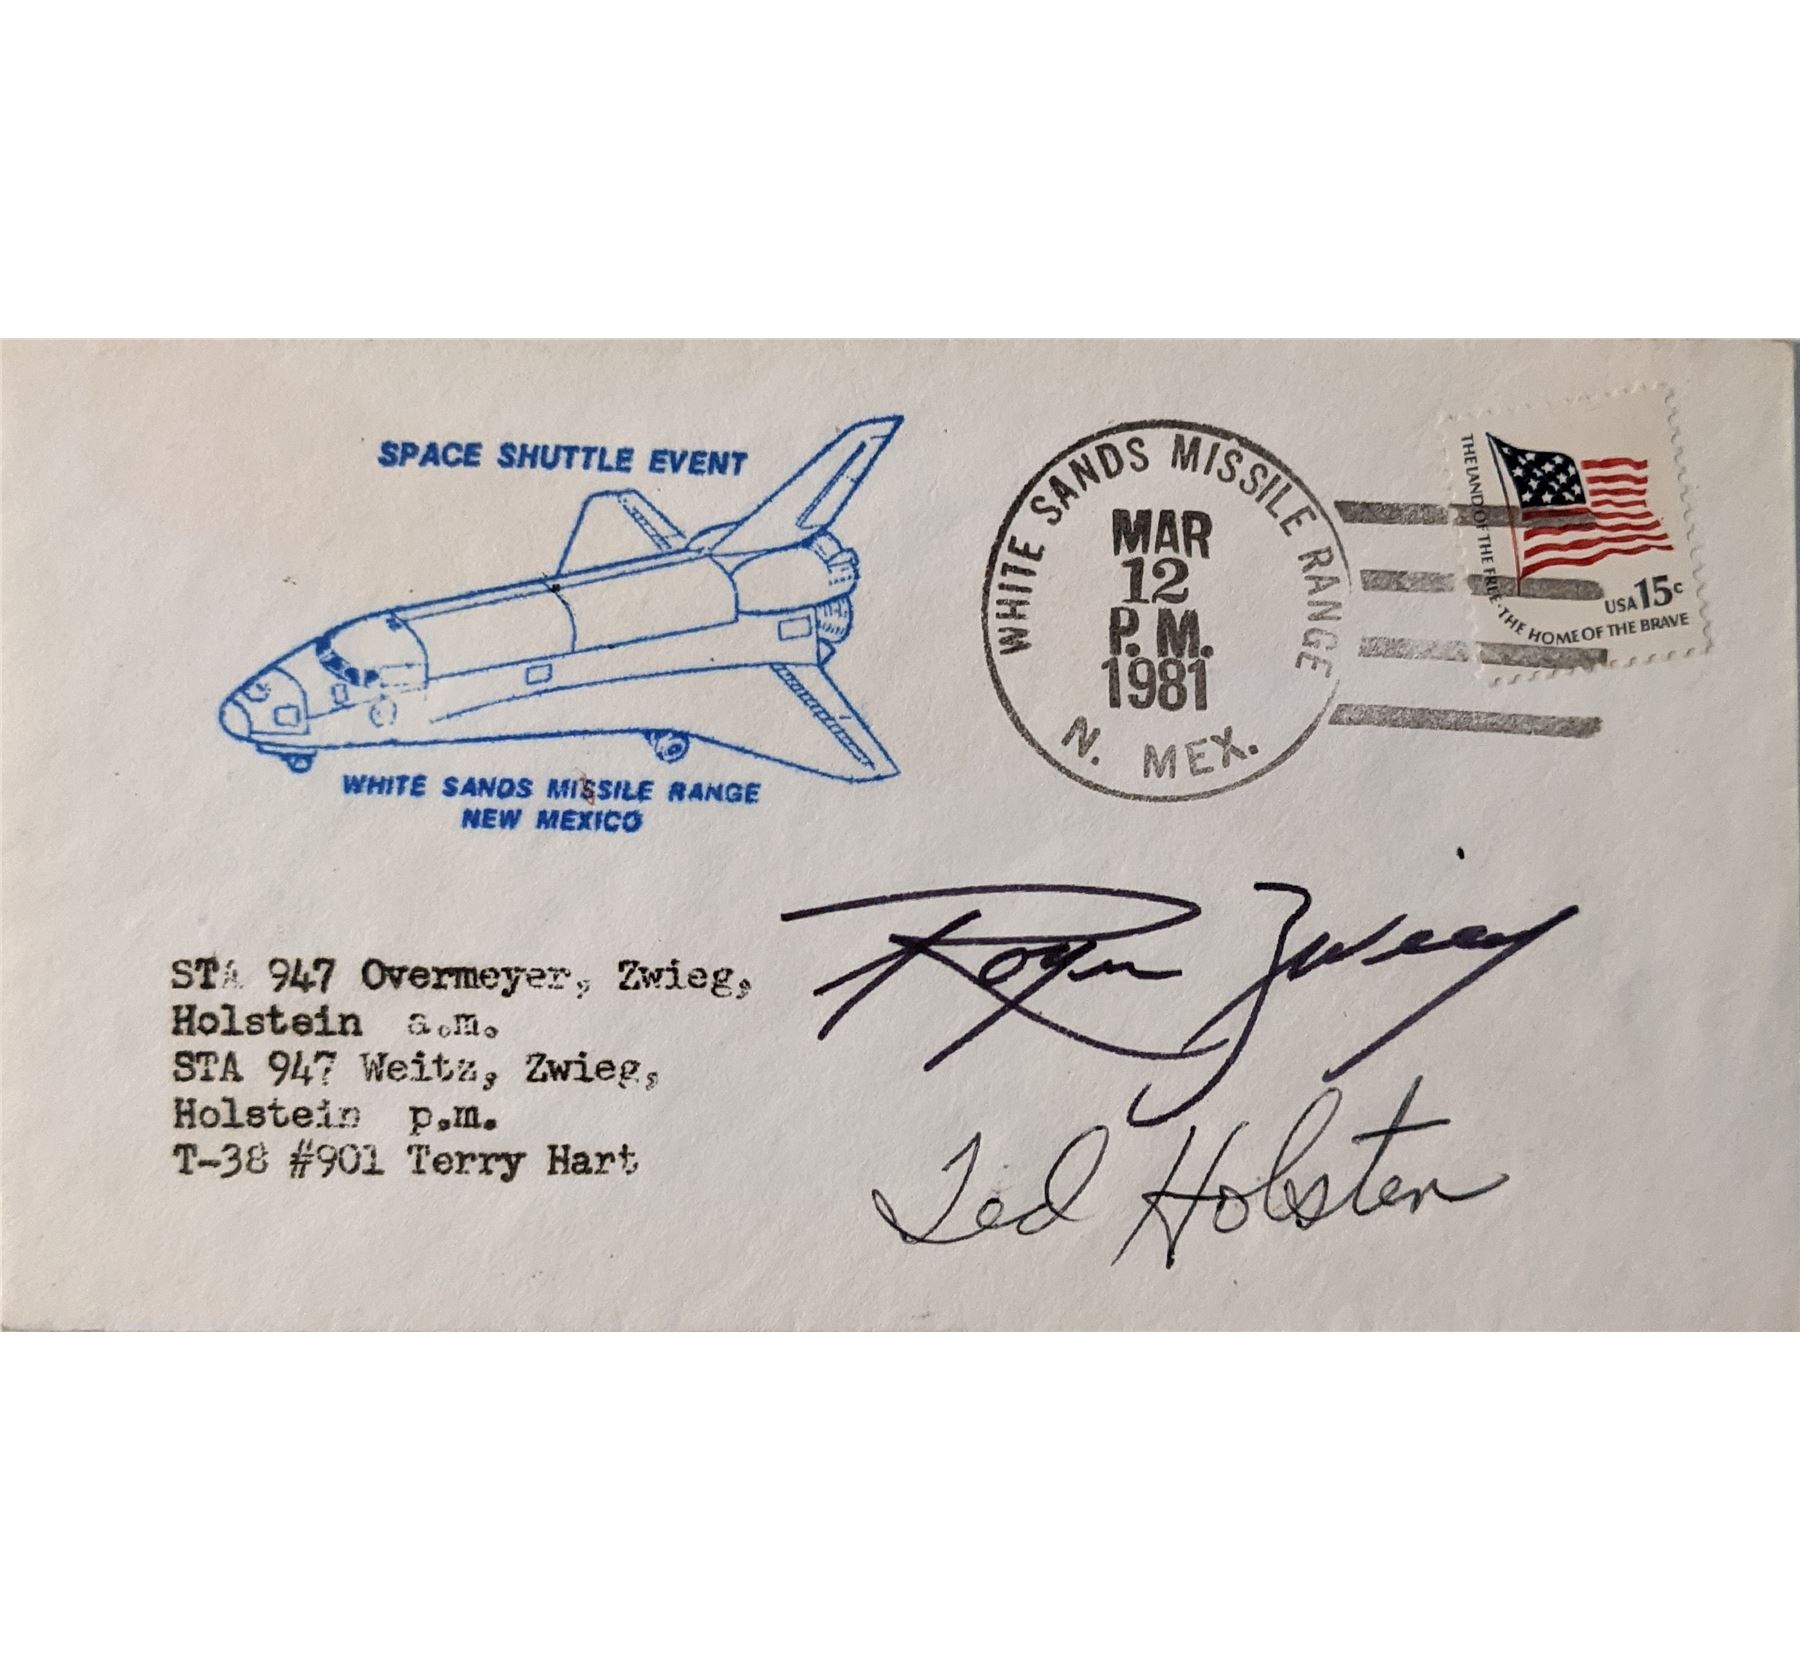 SPACE SHUTTLE EVENT
WHITE SANDS MISSILE RANGE
NEW MEXICO
WHITE SANDS MISSILE RANGE
MAR
12
P.M.
1981
N. MEX.
THE LAND OF THE FREE · THE HOME OF THE BRAVE
USA 15c
STA 947 Overmeyer, Zwieg,
Holstein a.m.
STA 947 Weitz, Zwieg,
Holstein p.m.
T-38 #901 Terry Hart
Roger Zwieg
Ted Holsten